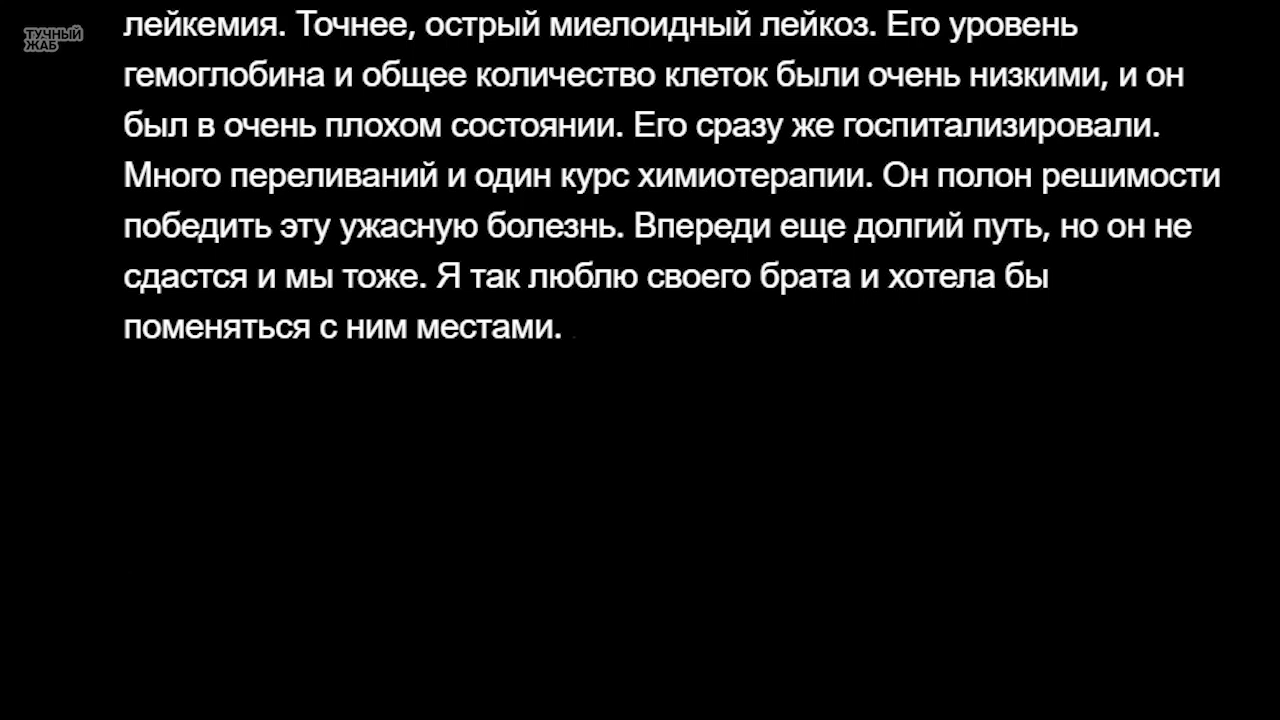 ТУЧНЫЙ
ЖАБ
лейкемия. Точнее, острый миелоидный лейкоз. Его уровень
гемоглобина и общее количество клеток были очень низкими, и он
был в очень плохом состоянии. Его сразу же госпитализировали.
Много переливаний и один курс химиотерапии. Он полон решимости
победить эту ужасную болезнь. Впереди еще долгий путь, но он не
сдастся и мы тоже. Я так люблю своего брата и хотела бы
поменяться с ним местами.